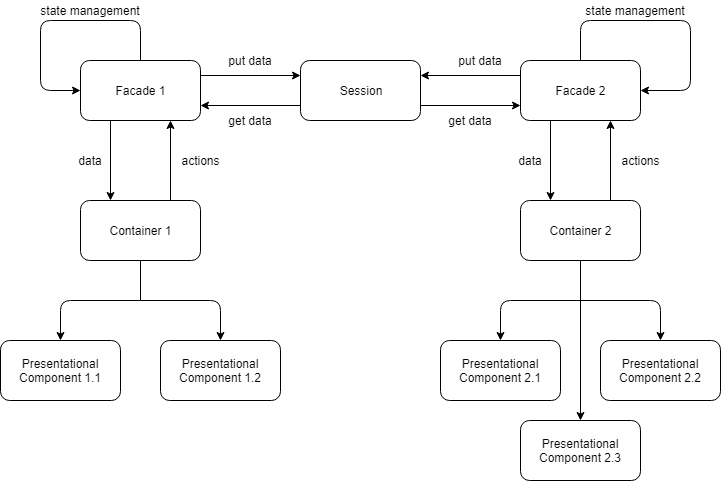 state management
state management
put data
put data
Facade 1
Session
Facade 2
get data
get data
data
actions
data
actions
Container 1
Container 2
Presentational
Component 1.1
Presentational
Component 1.2
Presentational
Component 2.1
Presentational
Component 2.2
Presentational
Component 2.3